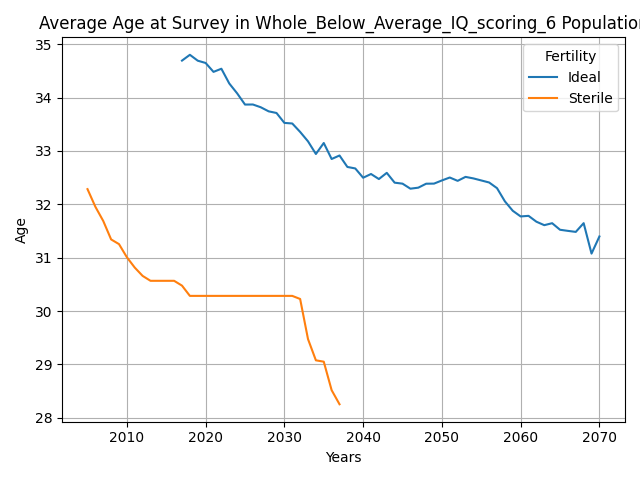 Average Age at Survey in Whole_Below_Average_IQ_scoring_6 Population
Fertility
Ideal
Sterile
35
34
33
32
31
30
29
28
Age
2010 2020 2030 2040 2050 2060 2070
Years